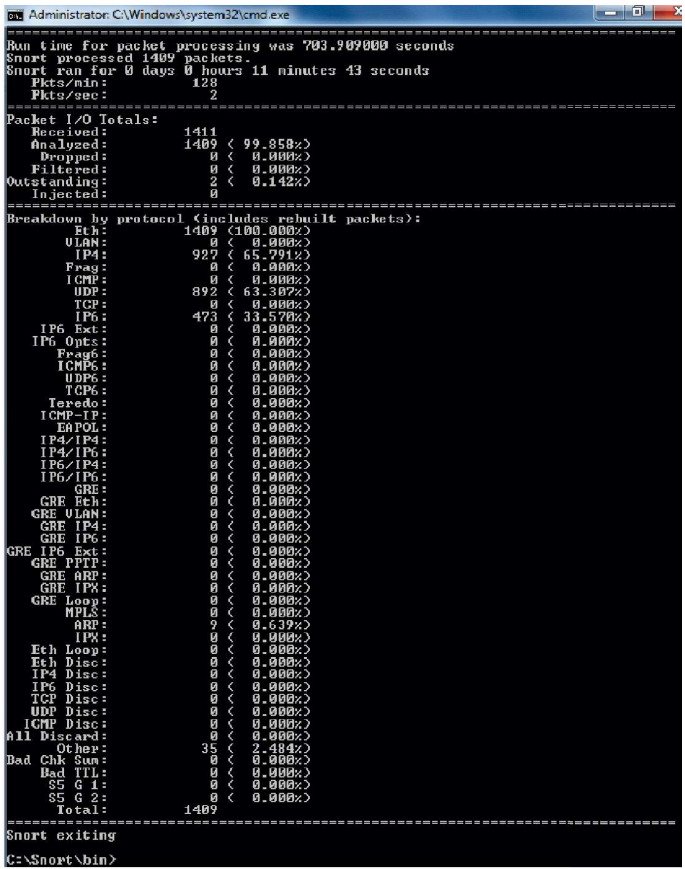 Administrator: C:\Windows\system32\cmd.exe
===============================================================================
Run time for packet processing was 703.909000 seconds
Snort processed 1409 packets.
Snort ran for 0 days 0 hours 11 minutes 43 seconds
Pkts/min: 128
Pkts/sec: 2
===============================================================================
Packet I/O Totals:
Received: 1411
Analyzed: 1409 ( 99.858%)
Dropped: 0 ( 0.000%)
Filtered: 0 ( 0.000%)
Outstanding: 2 ( 0.142%)
Injected: 0
===============================================================================
Breakdown by protocol (includes rebuilt packets):
Eth: 1409 (100.000%)
VLAN: 0 ( 0.000%)
IP4: 927 ( 65.791%)
Frag: 0 ( 0.000%)
ICMP: 0 ( 0.000%)
UDP: 892 ( 63.307%)
TCP: 0 ( 0.000%)
IP6: 473 ( 33.570%)
IP6 Ext: 0 ( 0.000%)
IP6 Opts: 0 ( 0.000%)
Frag6: 0 ( 0.000%)
ICMP6: 0 ( 0.000%)
UDP6: 0 ( 0.000%)
TCP6: 0 ( 0.000%)
Teredo: 0 ( 0.000%)
ICMP-IP: 0 ( 0.000%)
EAPOL: 0 ( 0.000%)
IP4/IP4: 0 ( 0.000%)
IP4/IP6: 0 ( 0.000%)
IP6/IP4: 0 ( 0.000%)
IP6/IP6: 0 ( 0.000%)
GRE: 0 ( 0.000%)
GRE Eth: 0 ( 0.000%)
GRE VLAN: 0 ( 0.000%)
GRE IP4: 0 ( 0.000%)
GRE IP6: 0 ( 0.000%)
GRE IP6 Ext: 0 ( 0.000%)
GRE PPTP: 0 ( 0.000%)
GRE ARP: 0 ( 0.000%)
GRE IPX: 0 ( 0.000%)
GRE Loop: 0 ( 0.000%)
MPLS: 0 ( 0.000%)
ARP: 9 ( 0.639%)
IPX: 0 ( 0.000%)
Eth Loop: 0 ( 0.000%)
Eth Disc: 0 ( 0.000%)
IP4 Disc: 0 ( 0.000%)
IP6 Disc: 0 ( 0.000%)
TCP Disc: 0 ( 0.000%)
UDP Disc: 0 ( 0.000%)
ICMP Disc: 0 ( 0.000%)
All Discard: 0 ( 0.000%)
Other: 35 ( 2.484%)
Bad Chk Sum: 0 ( 0.000%)
Bad TTL: 0 ( 0.000%)
S5 G 1: 0 ( 0.000%)
S5 G 2: 0 ( 0.000%)
Total: 1409
===============================================================================
Snort exiting
C:\Snort\bin>